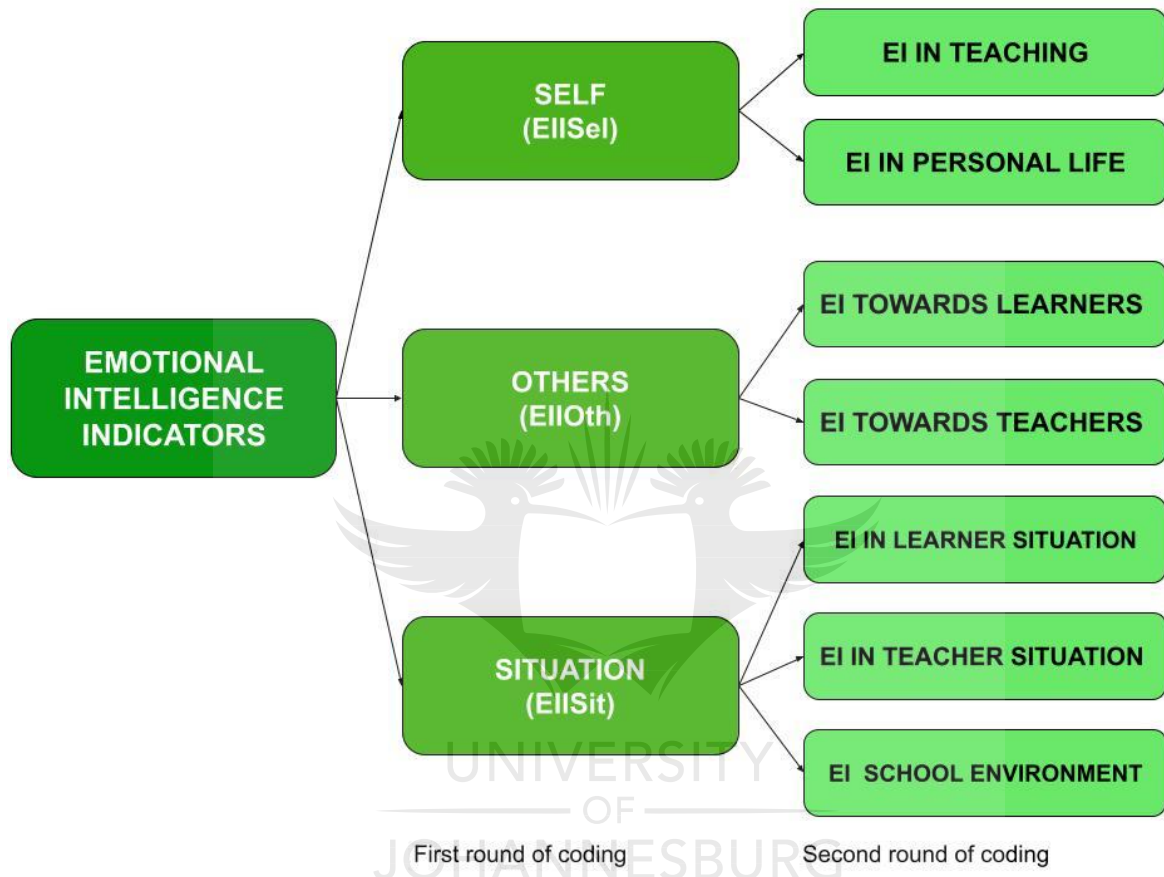 EMOTIONAL
INTELLIGENCE
INDICATORS
SELF
(EIISel)
EI IN TEACHING
EI IN PERSONAL LIFE
OTHERS
(EIIOth)
EI TOWARDS LEARNERS
EI TOWARDS TEACHERS
SITUATION
(EIISit)
EI IN LEARNER SITUATION
EI IN TEACHER SITUATION
EI SCHOOL ENVIRONMENT
UNIVERSITY
OF
JOHANNESBURG
First round of coding
Second round of coding